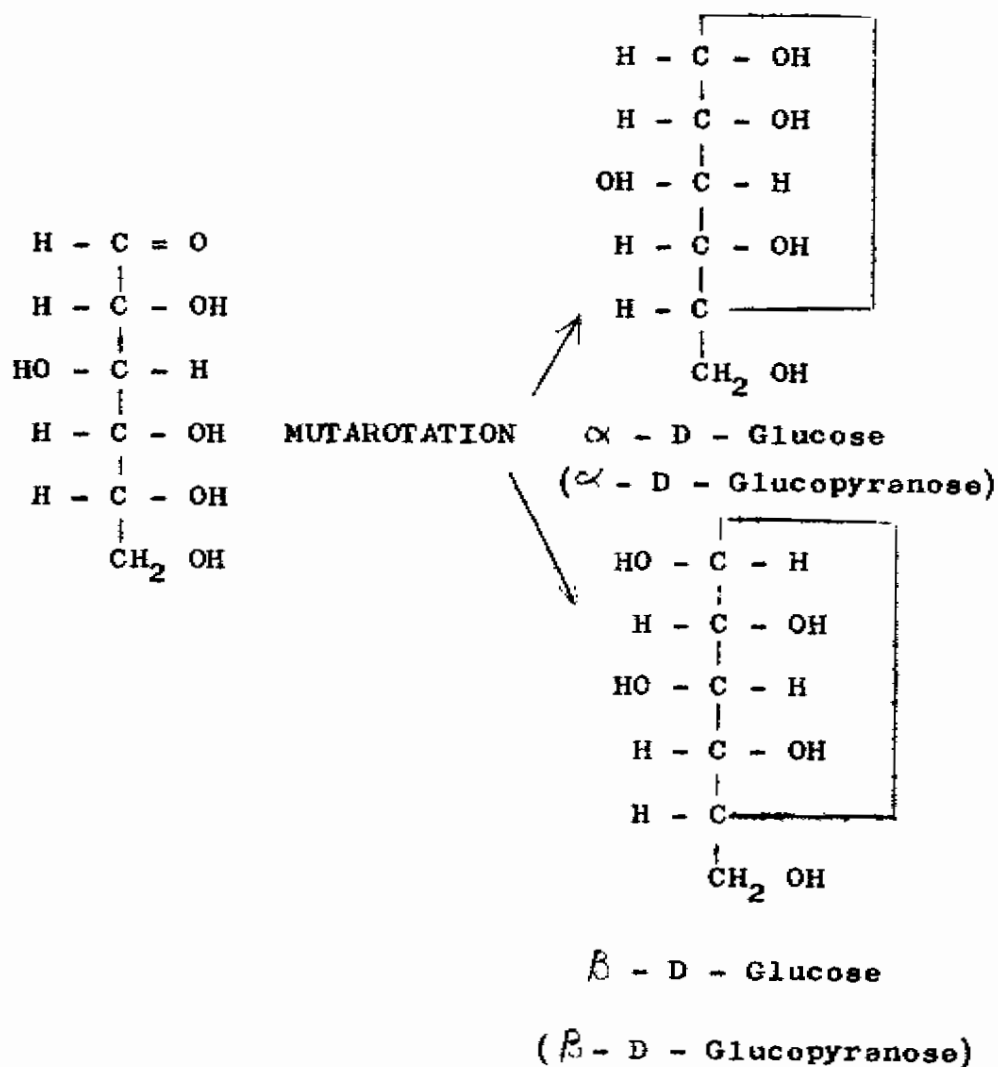 H - C = O
H - C - OH
HO - C - H
H - C - OH
H - C - OH
CH2 OH
MUTAROTATION
H - C - OH
H - C - OH
OH - C - H
H - C - OH
H - C
CH2 OH
α - D - Glucose
(α - D - Glucopyranose)
HO - C - H
H - C - OH
HO - C - H
H - C - OH
H - C
CH2 OH
β - D - Glucose
(β - D - Glucopyranose)